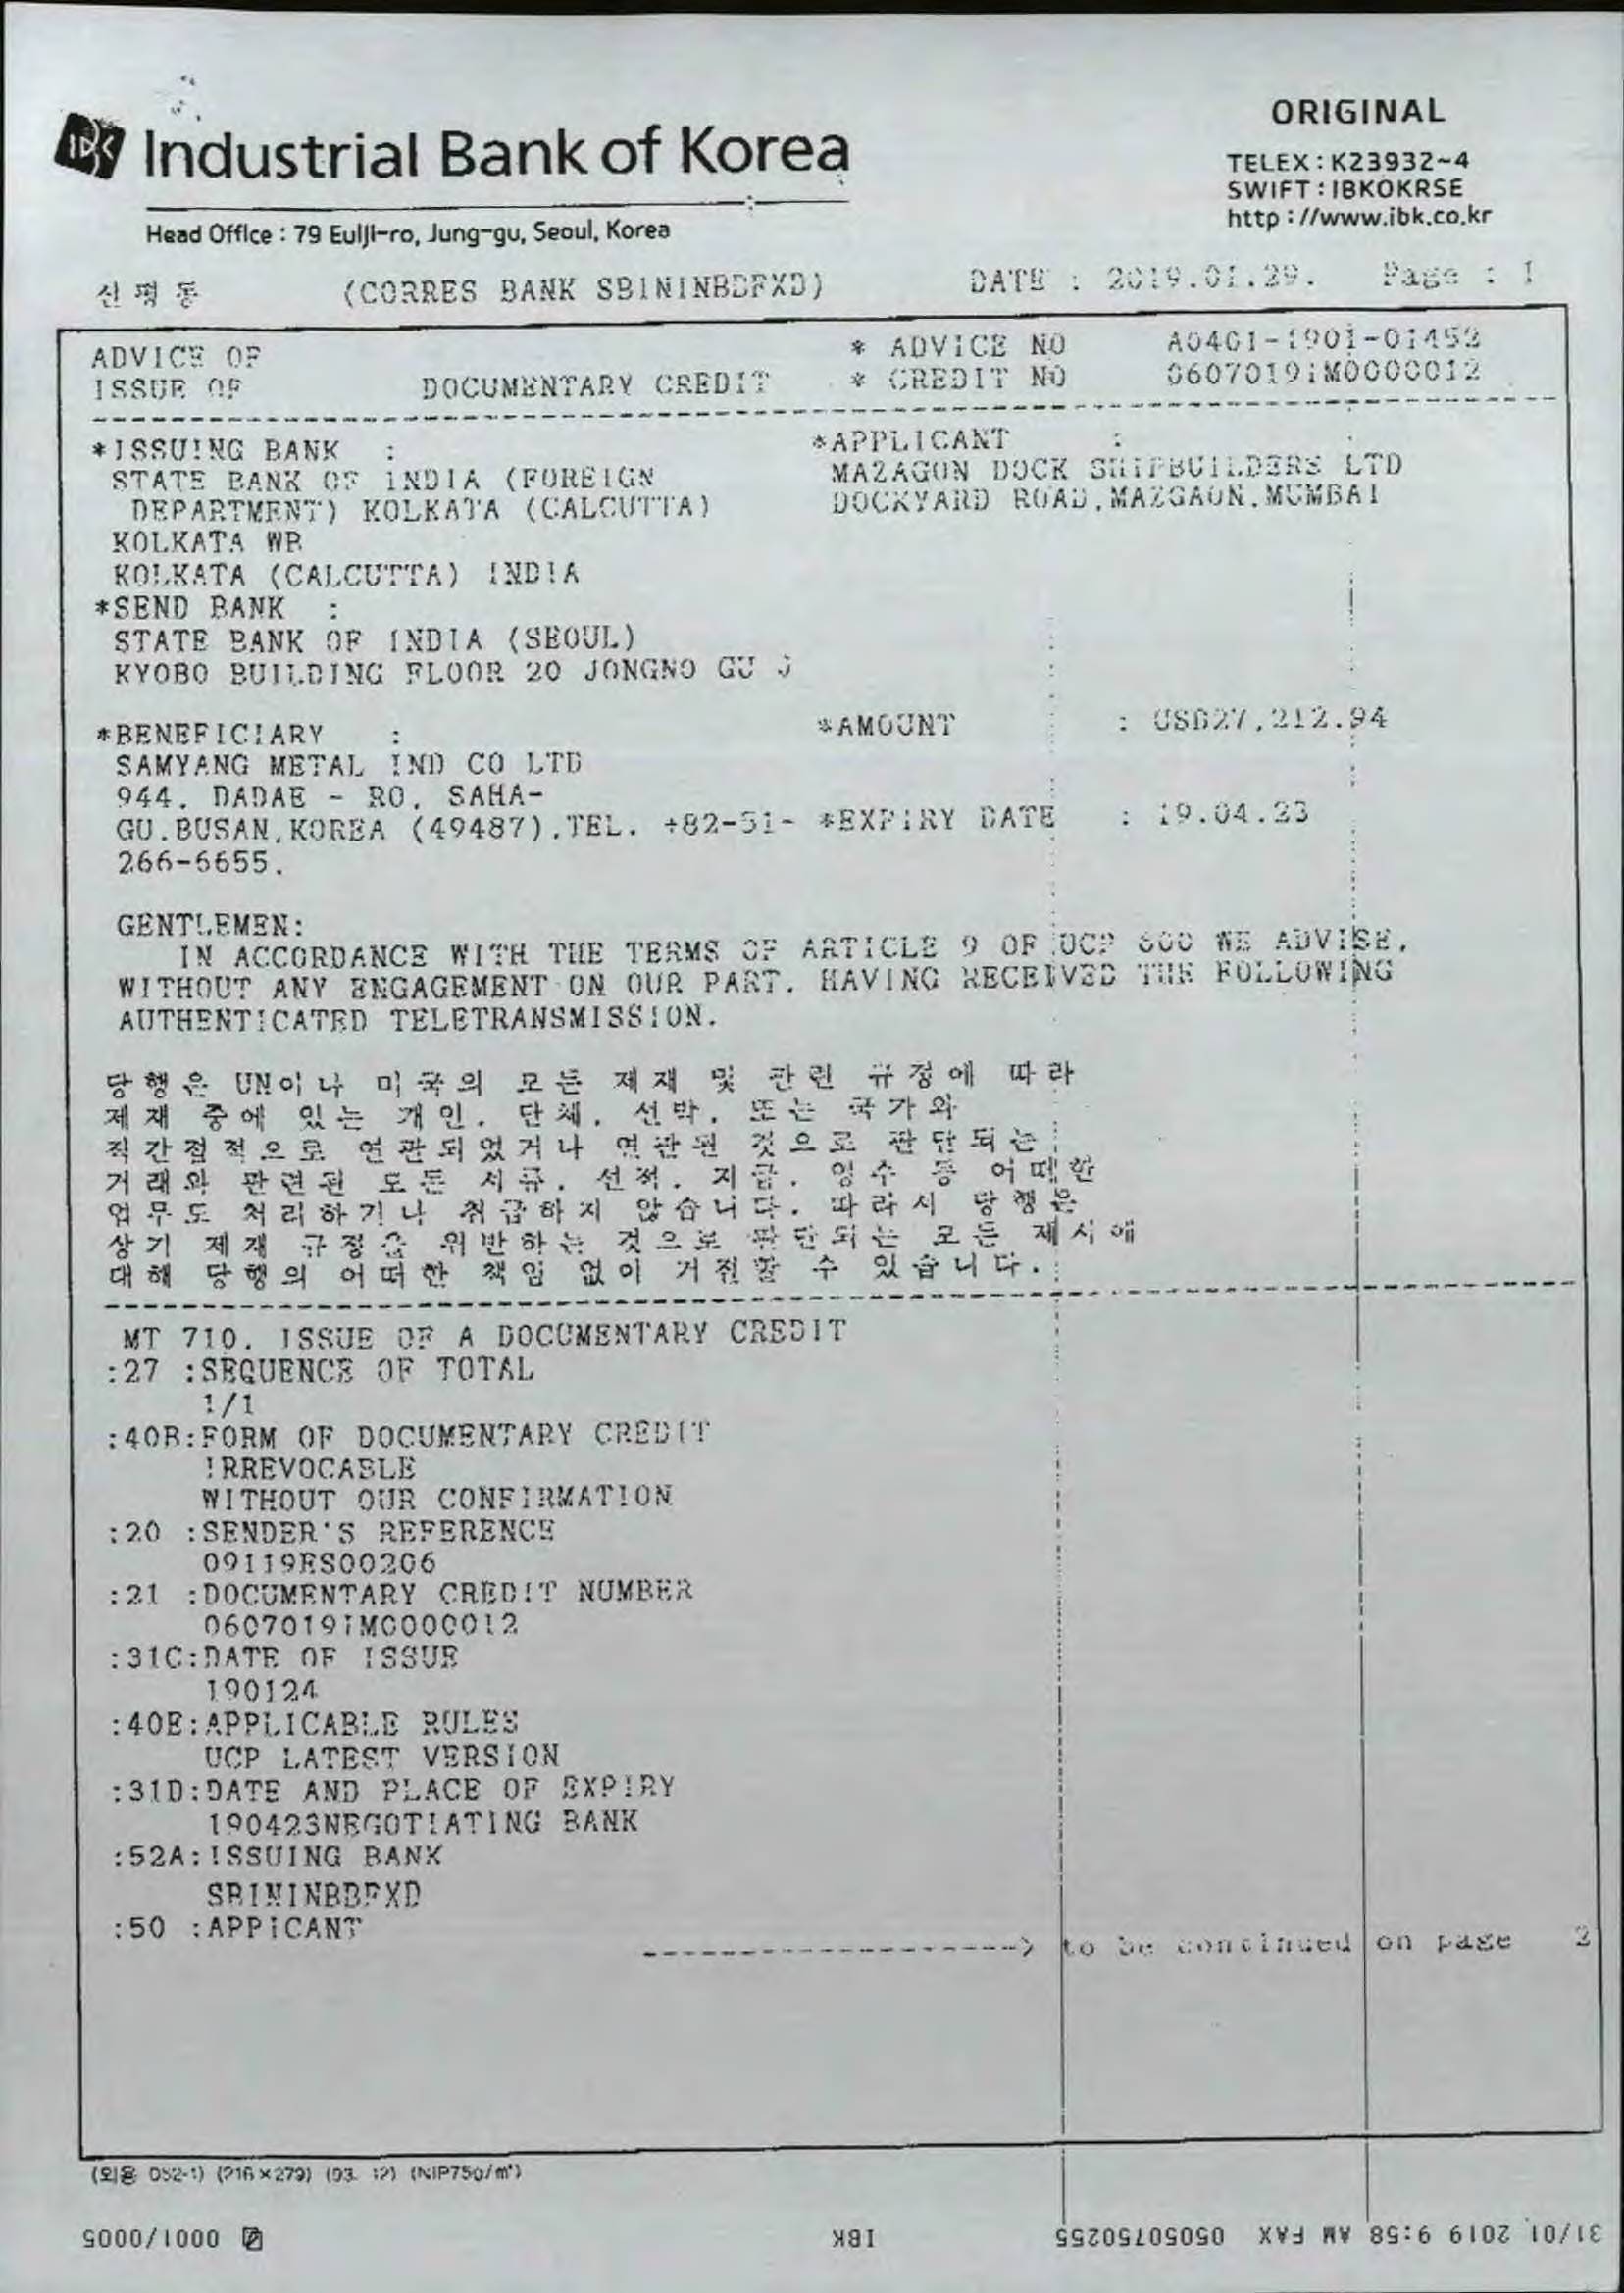 IBK Industrial Bank of Korea
ORIGINAL
TELEX : K23932~4
SWIFT : IBKOKRSE
http : //www.ibk.co.kr
Head Office : 79 Eulji-ro, Jung-gu, Seoul, Korea
신평동 (CORRES BANK SBININBBFXD) DATE : 2019.01.29. Page : 1
ADVICE OF * ADVICE NO A0401-1901-01452
ISSUE OF DOCUMENTARY CREDIT * CREDIT NO 0607019IM0000012
*ISSUING BANK : *APPLICANT :
STATE BANK OF INDIA (FOREIGN MAZAGON DOCK SHIPBUILDERS LTD
DEPARTMENT) KOLKATA (CALCUTTA) DOCKYARD ROAD,MAZGAON,MUMBAI
KOLKATA WB
KOLKATA (CALCUTTA) INDIA
*SEND BANK :
STATE BANK OF INDIA (SEOUL)
KYOBO BUILDING FLOOR 20 JONGNO GU J
*BENEFICIARY : *AMOUNT : USD27,212.94
SAMYANG METAL IND CO LTD
944, DADAE - RO, SAHA-
GU,BUSAN,KOREA (49487),TEL. +82-51- *EXPIRY DATE : 19.04.23
266-6655.
GENTLEMEN:
IN ACCORDANCE WITH THE TERMS OF ARTICLE 9 OF UCP 600 WE ADVISE,
WITHOUT ANY ENGAGEMENT ON OUR PART, HAVING RECEIVED THE FOLLOWING
AUTHENTICATED TELETRANSMISSION.
당행은 UN이나 미국의 모든 제재 및 관련 규정에 따라
제재 중에 있는 개인, 단체, 선박, 또는 국가와
직간접적으로 연관되었거나 연관된 것으로 판단되는
거래와 관련된 모든 서류, 선적, 지급, 인수 등 어떠한
업무도 처리하거나 취급하지 않습니다. 따라서 당행은
상기 제재 규정을 위반하는 것으로 판단되는 모든 제시에
대해 당행의 어떠한 책임 없이 거절할 수 있습니다.
MT 710. ISSUE OF A DOCUMENTARY CREDIT
:27 :SEQUENCE OF TOTAL
1/1
:40B:FORM OF DOCUMENTARY CREDIT
IRREVOCABLE
WITHOUT OUR CONFIRMATION
:20 :SENDER'S REFERENCE
09119ES00206
:21 :DOCUMENTARY CREDIT NUMBER
0607019IM0000012
:31C:DATE OF ISSUE
190124
:40E:APPLICABLE RULES
UCP LATEST VERSION
:31D:DATE AND PLACE OF EXPIRY
190423NEGOTIATING BANK
:52A:ISSUING BANK
SBININBBFXD
:50 :APPICANT
--------------------> to be continued on page 2
(외용 052-1) (216×279) (03. 12) (NIP75g/㎡)
31/01 2019 9:58 AM FAX 05050750255 IBK 0001/0005